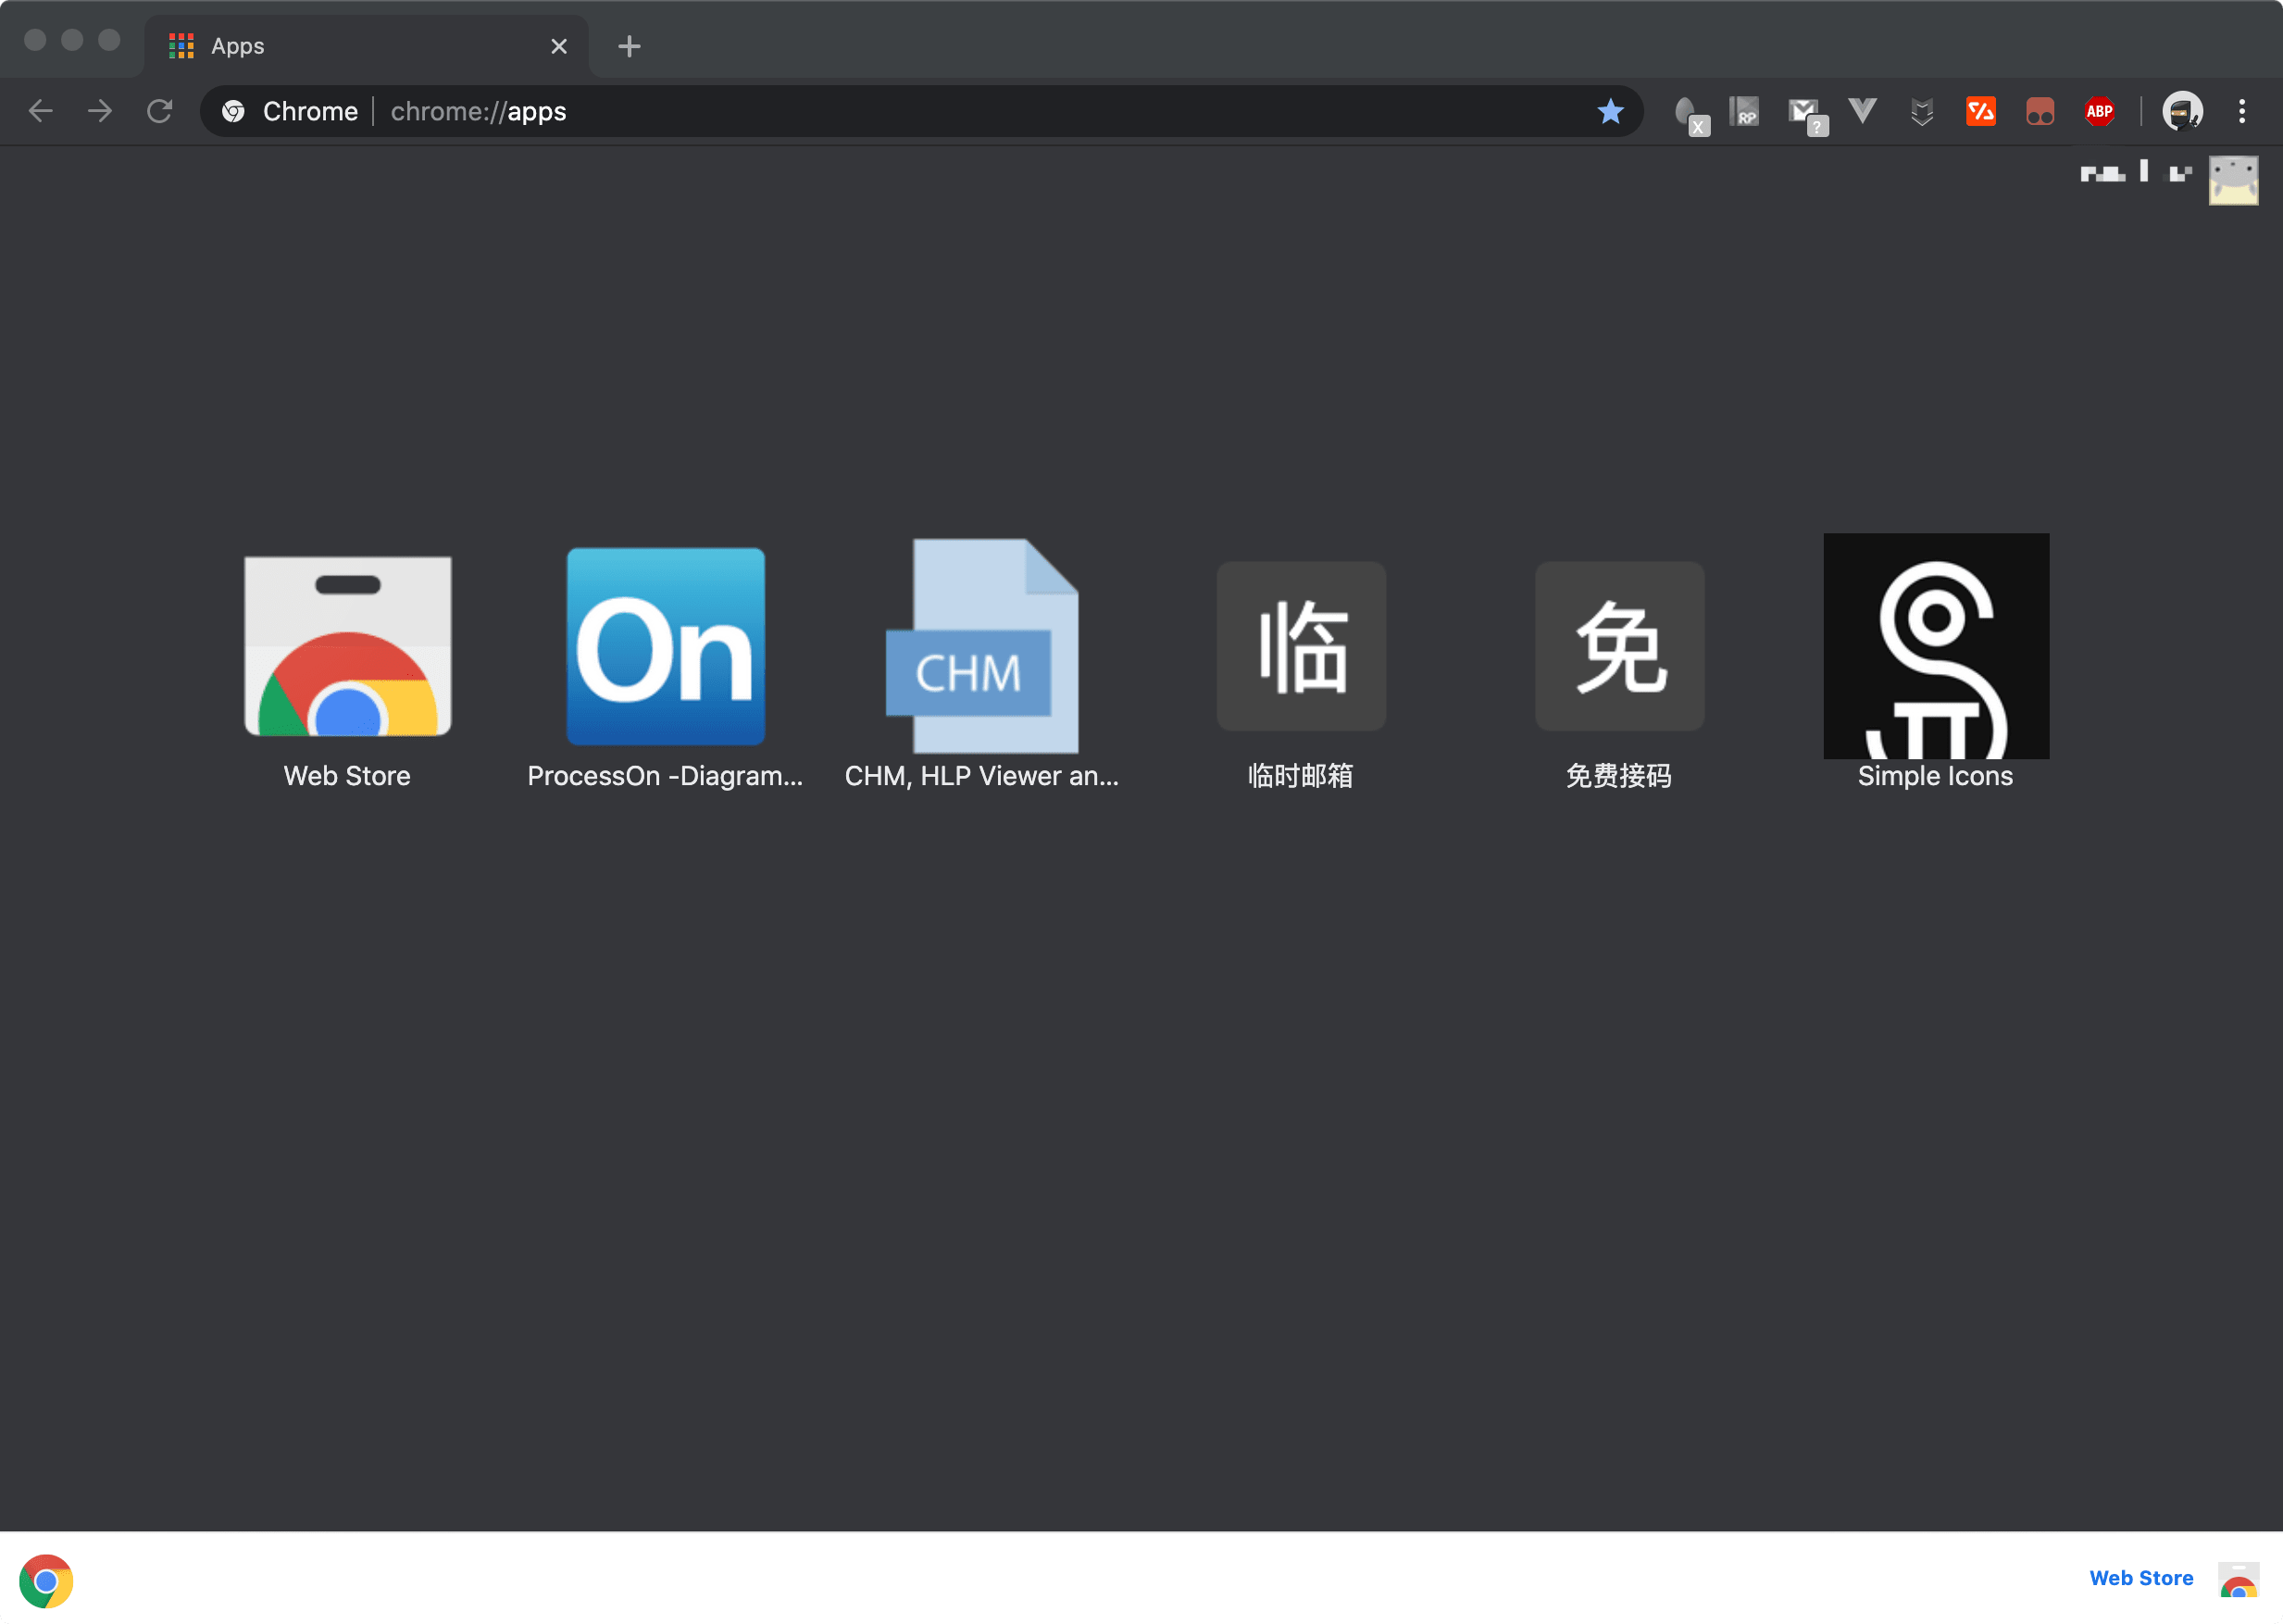 Apps
Chrome chrome://apps
X RP ? ABP
On
CHM
临
免
Web Store
ProcessOn -Diagram...
CHM, HLP Viewer an...
临时邮箱
免费接码
Simple Icons
Web Store